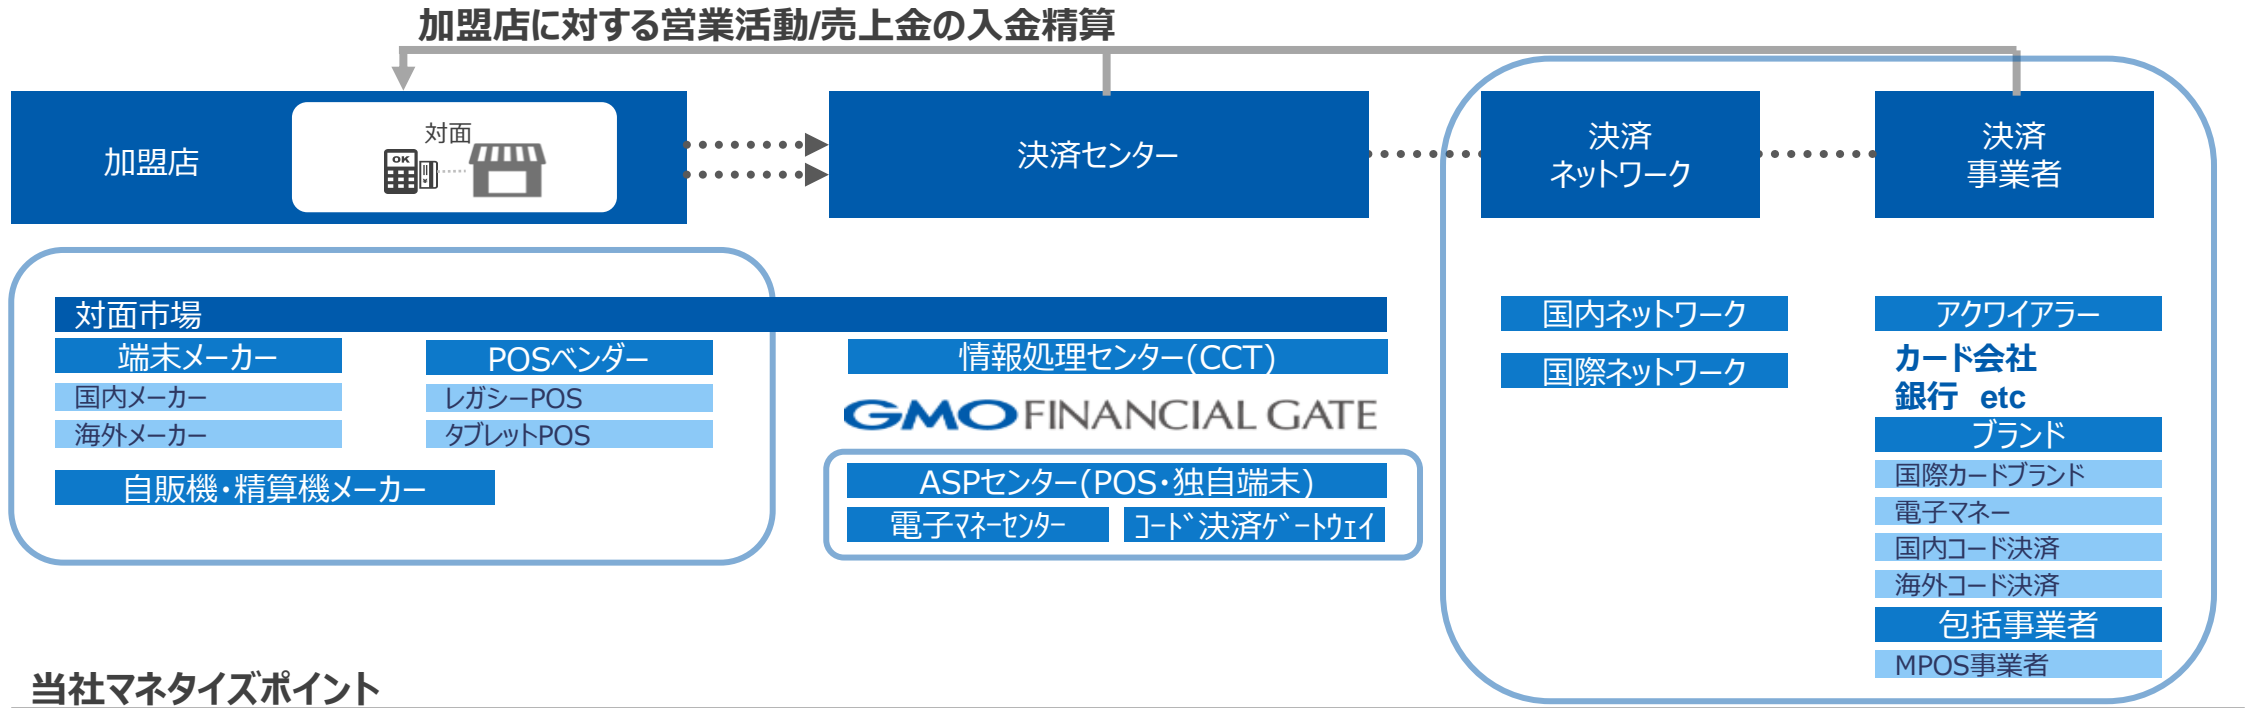 加盟店に対する営業活動/売上金の入金精算
加盟店
対面
OK
決済センター
決済
ネットワーク
決済
事業者
対面市場
端末メーカー
国内メーカー
海外メーカー
POSベンダー
レガシーPOS
タブレットPOS
自販機・精算機メーカー
情報処理センター(CCT)
GMO FINANCIAL GATE
ASPセンター(POS・独自端末)
電子ﾏﾈｰｾﾝﾀｰ
ｺｰﾄﾞ決済ｹﾞｰﾄｳｪｲ
国内ネットワーク
国際ネットワーク
アクワイアラー
カード会社
銀行 etc
ブランド
国際カードブランド
電子マネー
国内コード決済
海外コード決済
包括事業者
MPOS事業者
当社マネタイズポイント